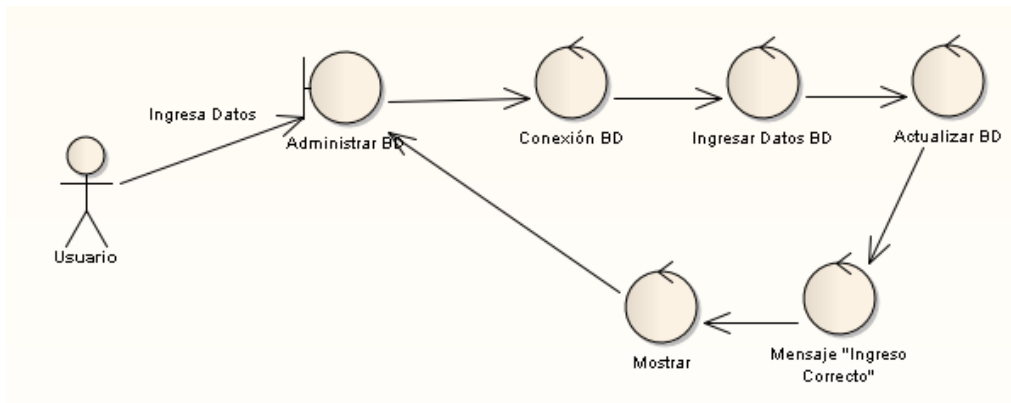 Ingresa Datos
Administrar BD
Conexión BD
Ingresar Datos BD
Actualizar BD
Usuario
Mostrar
Mensaje "Ingreso
Correcto"